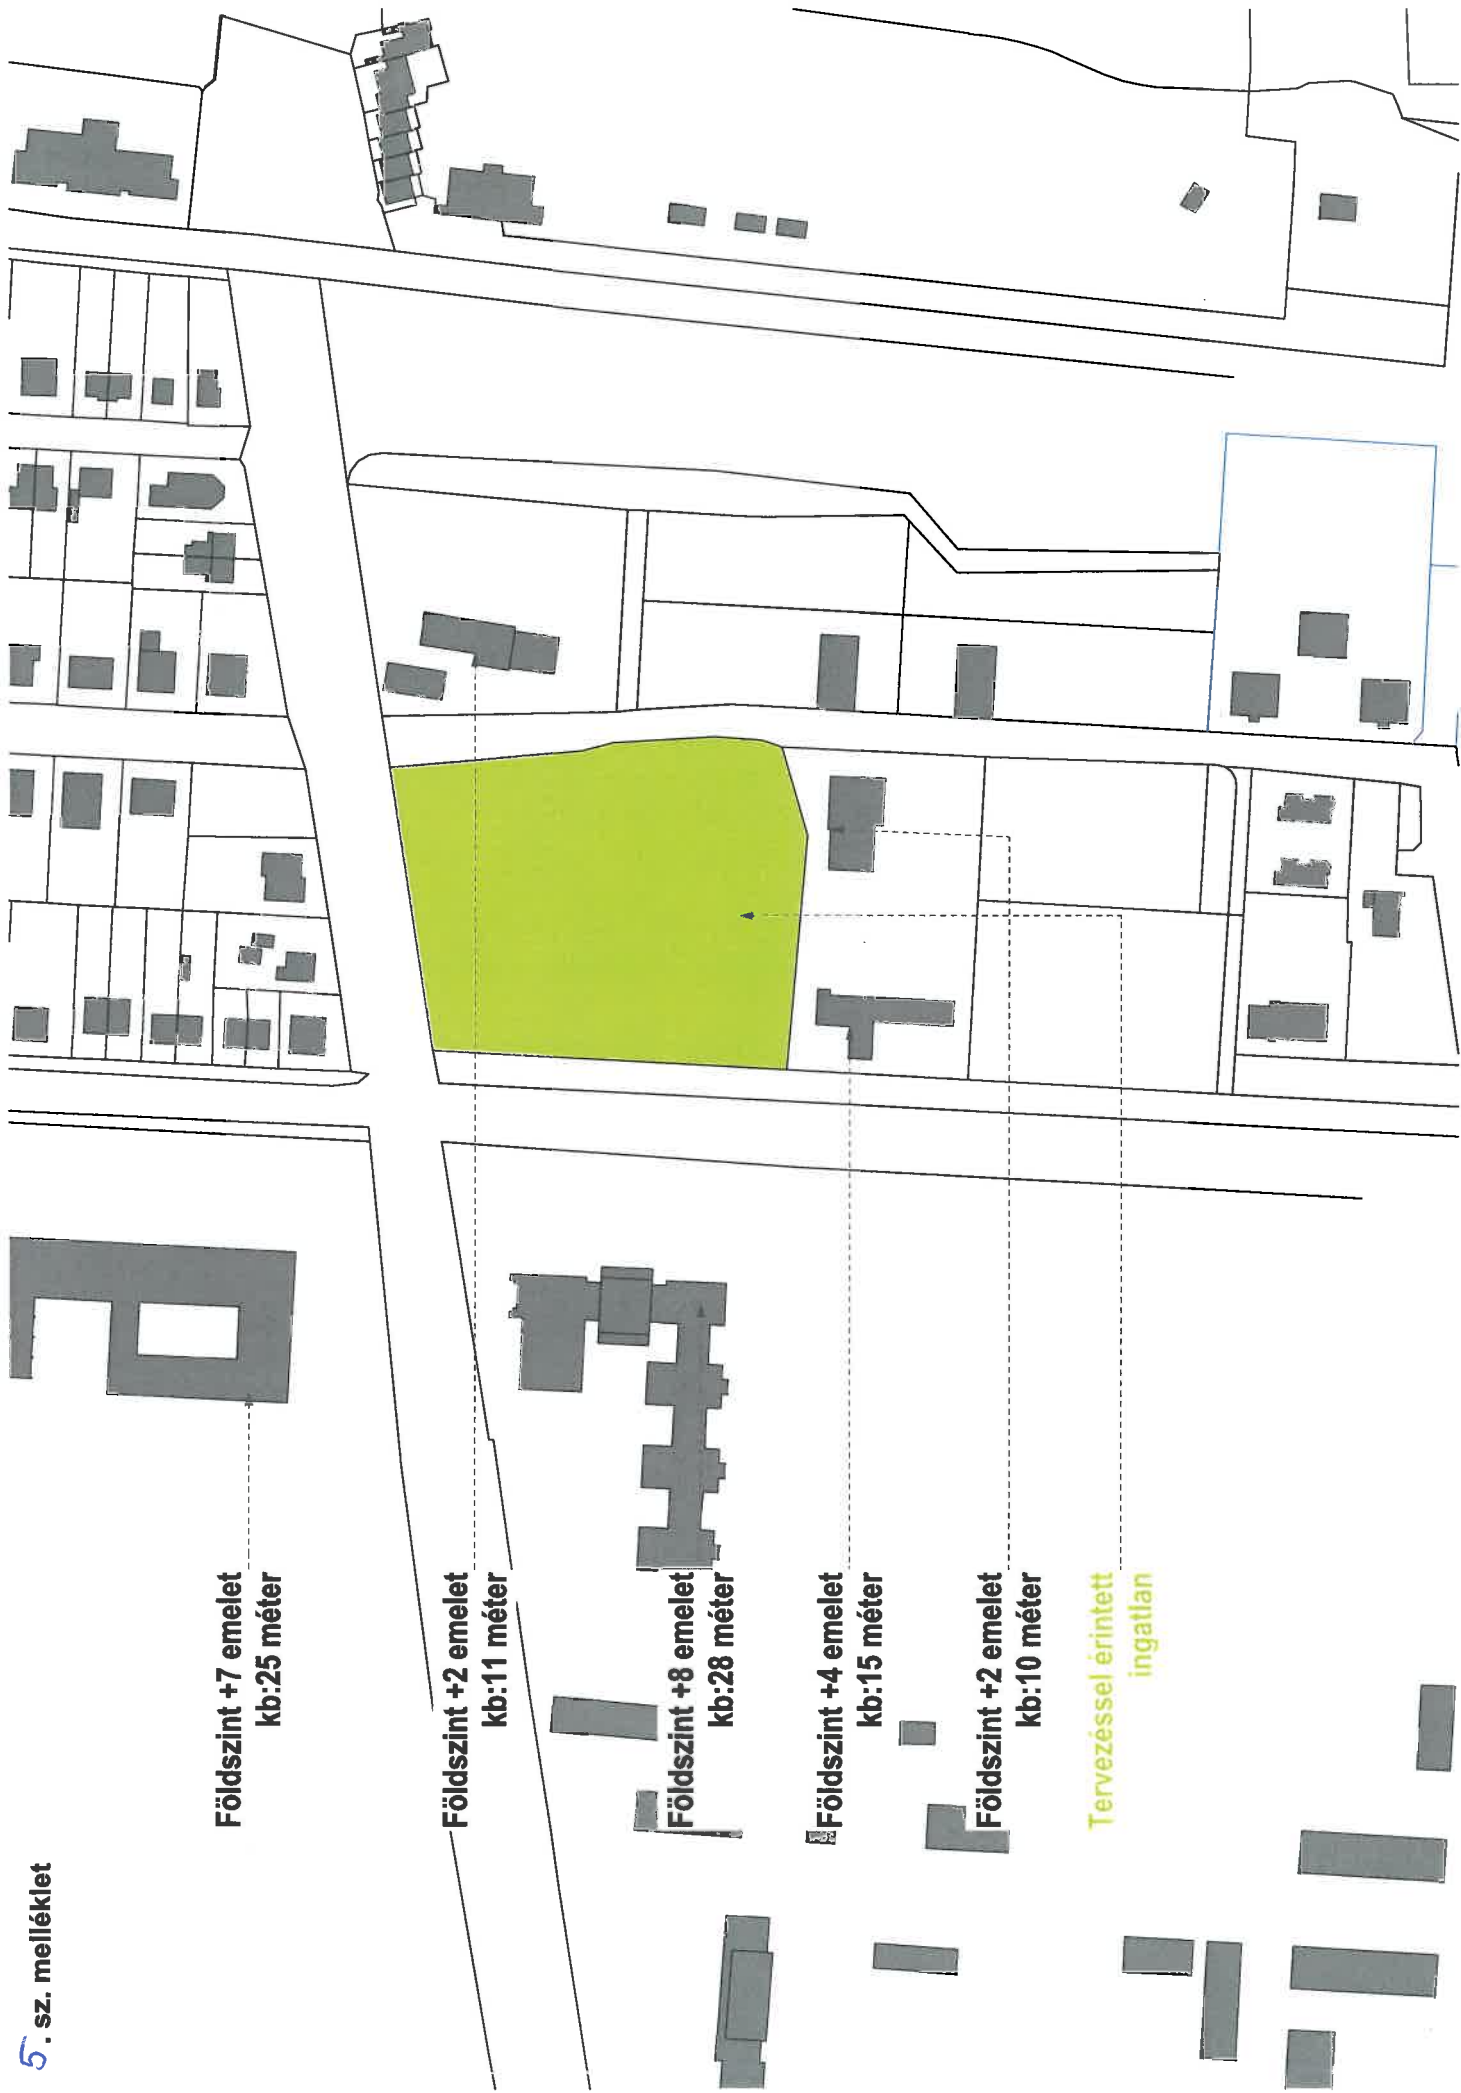 5. sz. melléklet
Földszint +7 emelet
kb:25 méter
Földszint +2 emelet
kb:11 méter
Földszint +8 emelet
kb:28 méter
Földszint +4 emelet
kb:15 méter
Földszint +2 emelet
kb:10 méter
Tervezéssel érintett
ingatlan